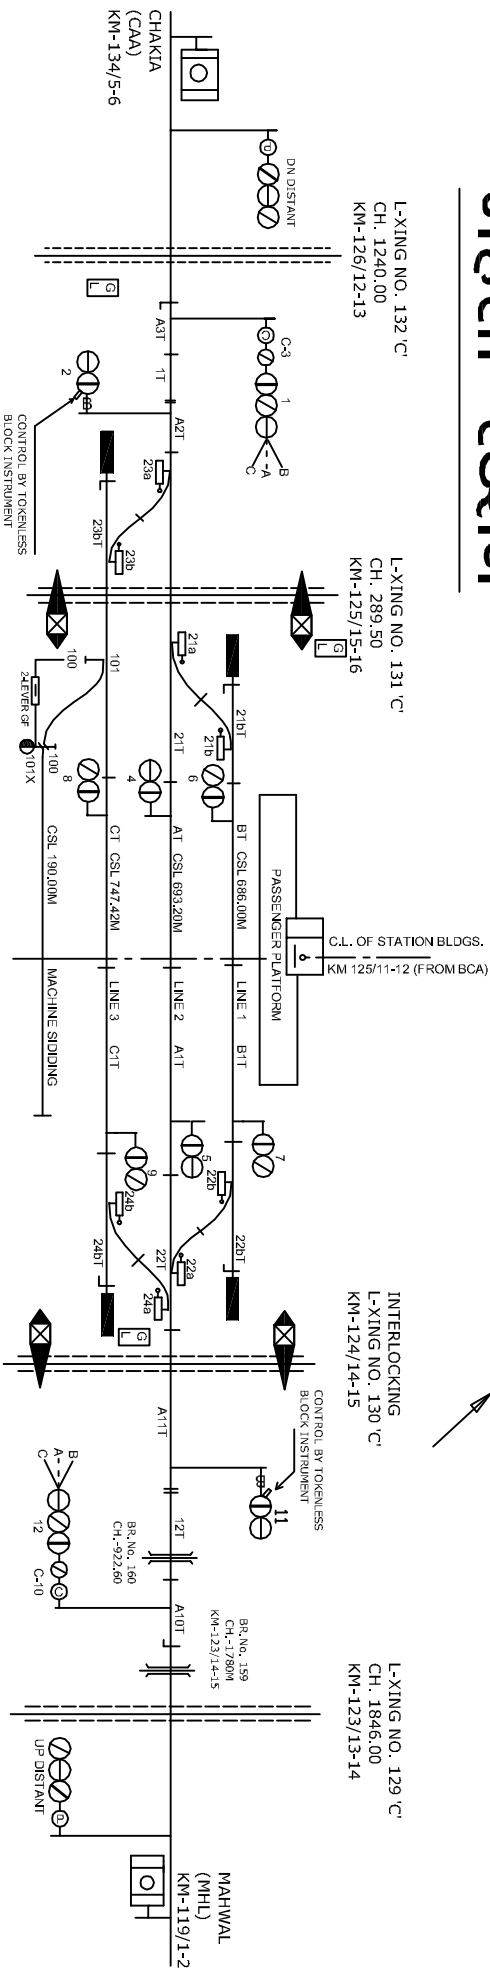 CHAKIA
(CAA)
KM-134/5-6
DN DISTANT
L-XING NO. 132 'C'
CH. 1240.00
KM-126/12-13
G
L
A3T
1T
C-3
1
B
-A
C
2
CONTROL BY TOKENLESS
BLOCK INSTRUMENT
A2T
23a
23b
23bT
L-XING NO. 131 'C'
CH. 289.50
KM-125/15-16
G
L
21a
21b
21bT
21T
101
100
2-LEVER GF
100
101X
8
4
6
BT CSL 686.00M
AT CSL 693.20M
CT CSL 747.42M
CSL 190.00M
PASSENGER PLATFORM
C.L. OF STATION BLDGS.
KM 125/11-12 (FROM BCA)
LINE 1
LINE 2
LINE 3
MACHINE SIDIDING
B1T
A1T
C1T
7
5
9
22b
22bT
22a
22T
24b
24bT
24a
G
L
INTERLOCKING
L-XING NO. 130 'C'
KM-124/14-15
A11T
CONTROL BY TOKENLESS
BLOCK INSTRUMENT
11
12T
B
A-
C
12
C-10
BR.No. 160
CH.-922.60
A10T
BR.No. 159
CH.-1780M
KM-123/14-15
L-XING NO. 129 'C'
CH. 1846.00
KM-123/13-14
UP DISTANT
MAHWAL
(MHL)
KM-119/1-2